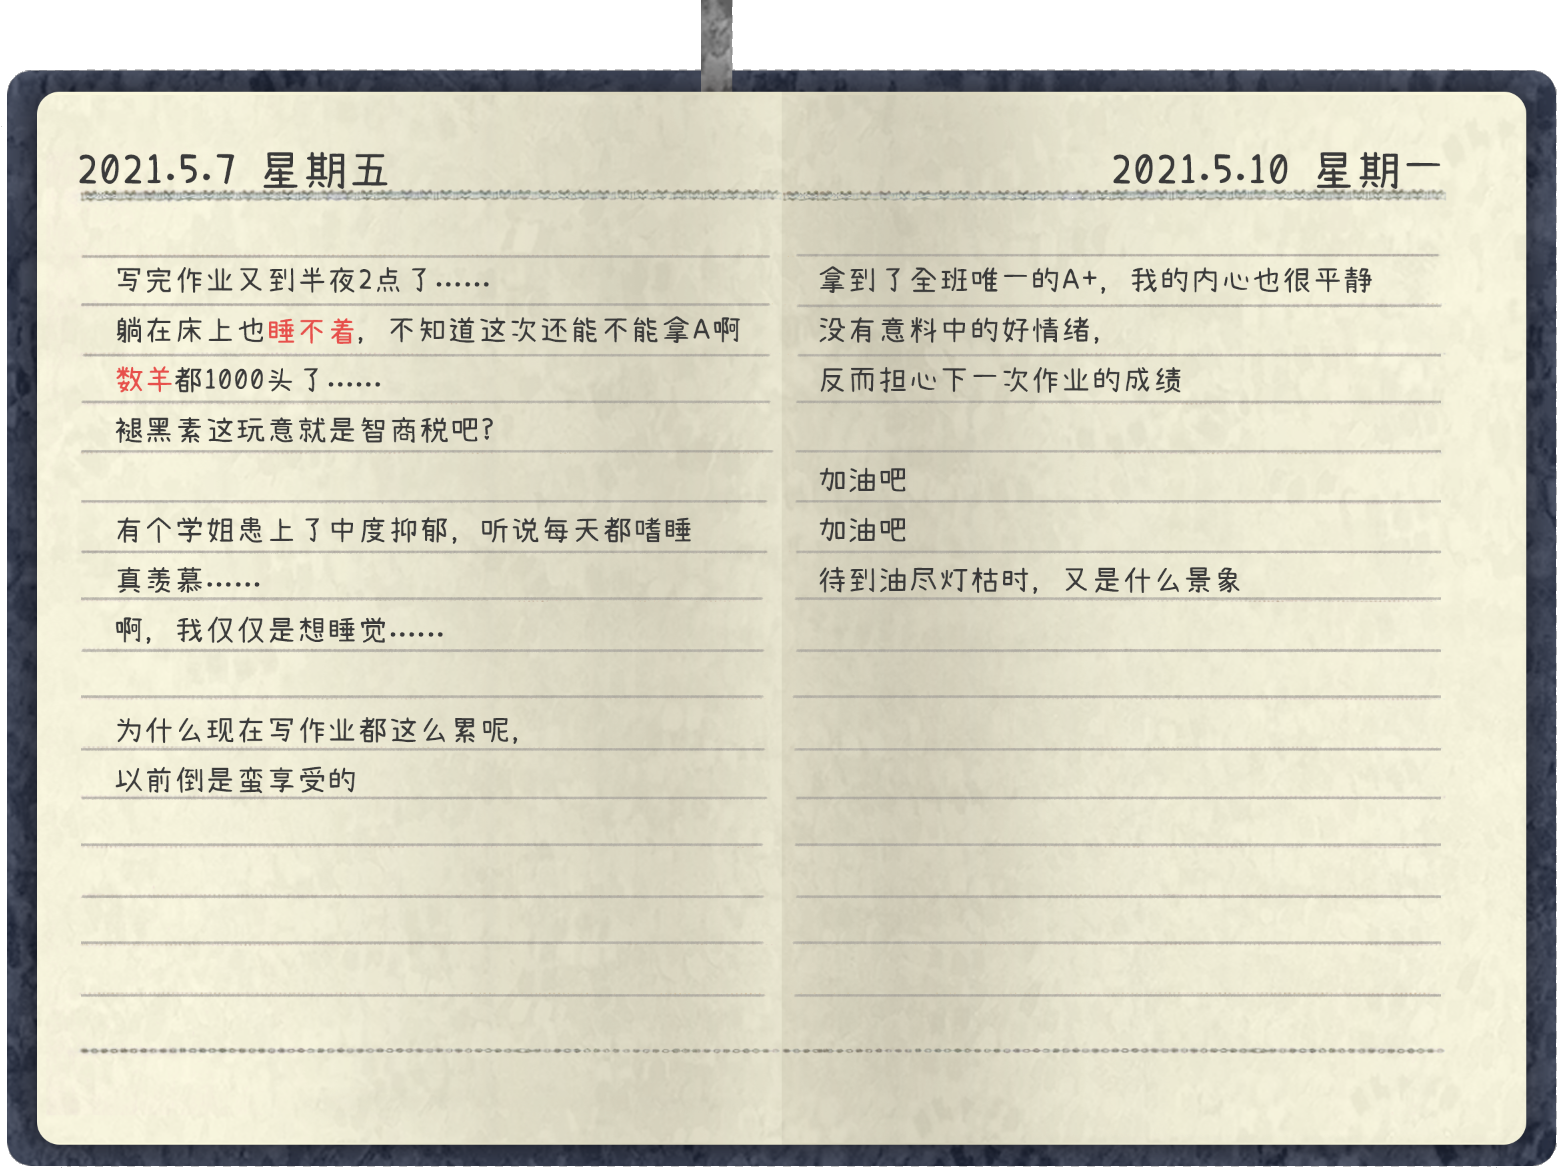 2021.5.7 星期五
写完作业又到半夜2点了……
躺在床上也睡不着，不知道这次还能不能拿A啊
数羊都1000头了……
褪黑素这玩意就是智商税吧?
有个学姐患上了中度抑郁，听说每天都嗜睡
真羡慕……
啊，我仅仅是想睡觉……
为什么现在写作业都这么累呢，
以前倒是蛮享受的
2021.5.10 星期一
拿到了全班唯一的A+，我的内心也很平静
没有意料中的好情绪，
反而担心下一次作业的成绩
加油吧
加油吧
待到油尽灯枯时，又是什么景象